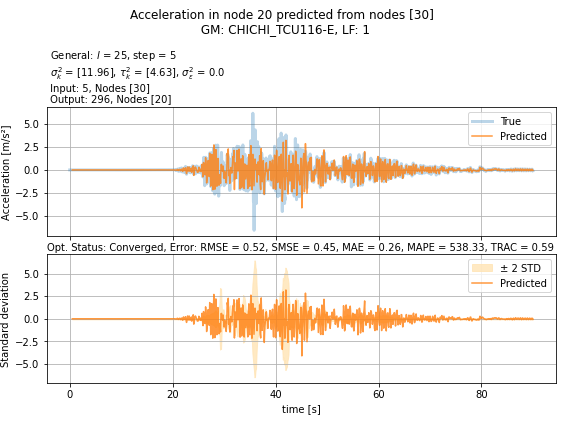 Acceleration in node 20 predicted from nodes [30]
GM: CHICHI_TCU116-E, LF: 1
General: l = 25, step = 5
σ²ₖ = [11.96], τ²ₖ = [4.63], σ²ε = 0.0
Input: 5, Nodes [30]
Output: 296, Nodes [20]
Acceleration [m/s²]
5.0
2.5
0.0
−2.5
−5.0
True
Predicted
Opt. Status: Converged, Error: RMSE = 0.52, SMSE = 0.45, MAE = 0.26, MAPE = 538.33, TRAC = 0.59
Standard deviation
5.0
2.5
0.0
−2.5
−5.0
± 2 STD
Predicted
0 20 40 60 80
time [s]